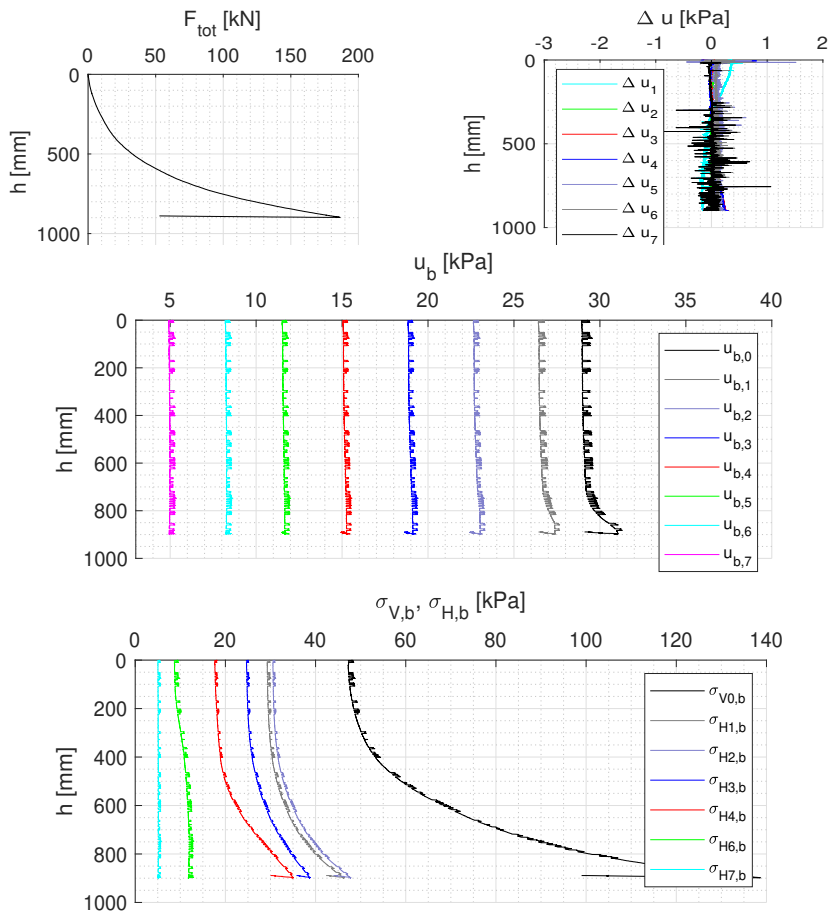 F_tot [kN]
0 50 100 150 200
0
500
1000
h [mm]
Δ u [kPa]
-3 -2 -1 0 1 2
0
500
1000
h [mm]
Δ u_1
Δ u_2
Δ u_3
Δ u_4
Δ u_5
Δ u_6
Δ u_7
u_b [kPa]
5 10 15 20 25 30 35 40
0
200
400
600
800
1000
h [mm]
u_b,0
u_b,1
u_b,2
u_b,3
u_b,4
u_b,5
u_b,6
u_b,7
σ_V,b, σ_H,b [kPa]
0 20 40 60 80 100 120 140
0
200
400
600
800
1000
h [mm]
σ_V0,b
σ_H1,b
σ_H2,b
σ_H3,b
σ_H4,b
σ_H6,b
σ_H7,b